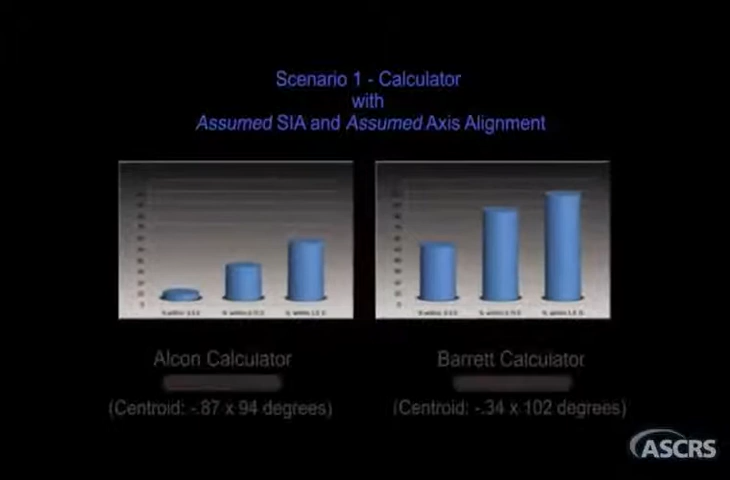 Scenario 1 - Calculator
with
Assumed SIA and Assumed Axis Alignment
Alcon Calculator
Barrett Calculator
(Centroid: -.87 x 94 degrees)
(Centroid: -.34 x 102 degrees)
ASCRS